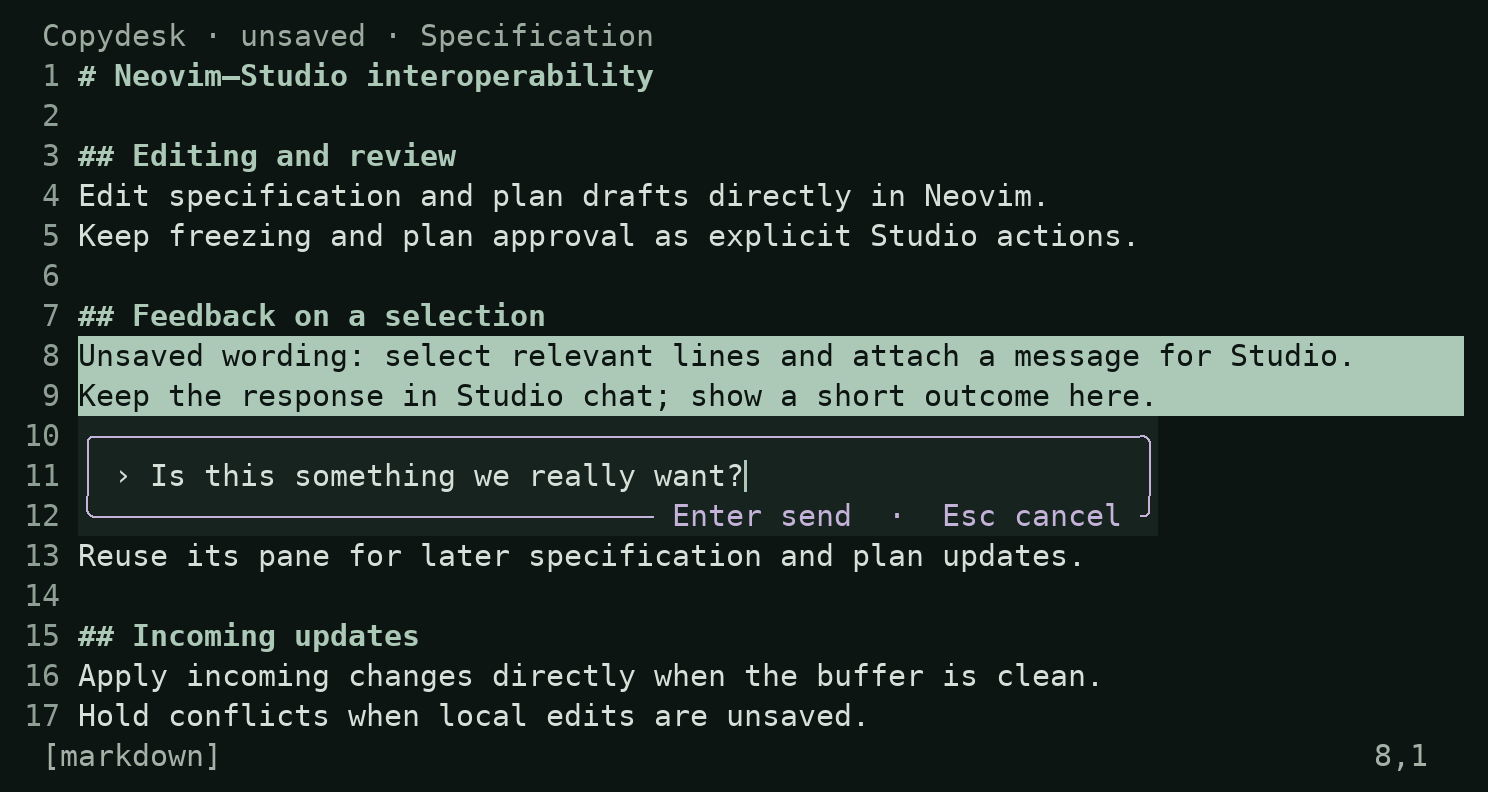 Copydesk · unsaved · Specification
1 # Neovim—Studio interoperability
2
3 ## Editing and review
4 Edit specification and plan drafts directly in Neovim.
5 Keep freezing and plan approval as explicit Studio actions.
6
7 ## Feedback on a selection
8 Unsaved wording: select relevant lines and attach a message for Studio.
9 Keep the response in Studio chat; show a short outcome here.
10
11 › Is this something we really want?
12 Enter send · Esc cancel
13 Reuse its pane for later specification and plan updates.
14
15 ## Incoming updates
16 Apply incoming changes directly when the buffer is clean.
17 Hold conflicts when local edits are unsaved.
[markdown] 8,1